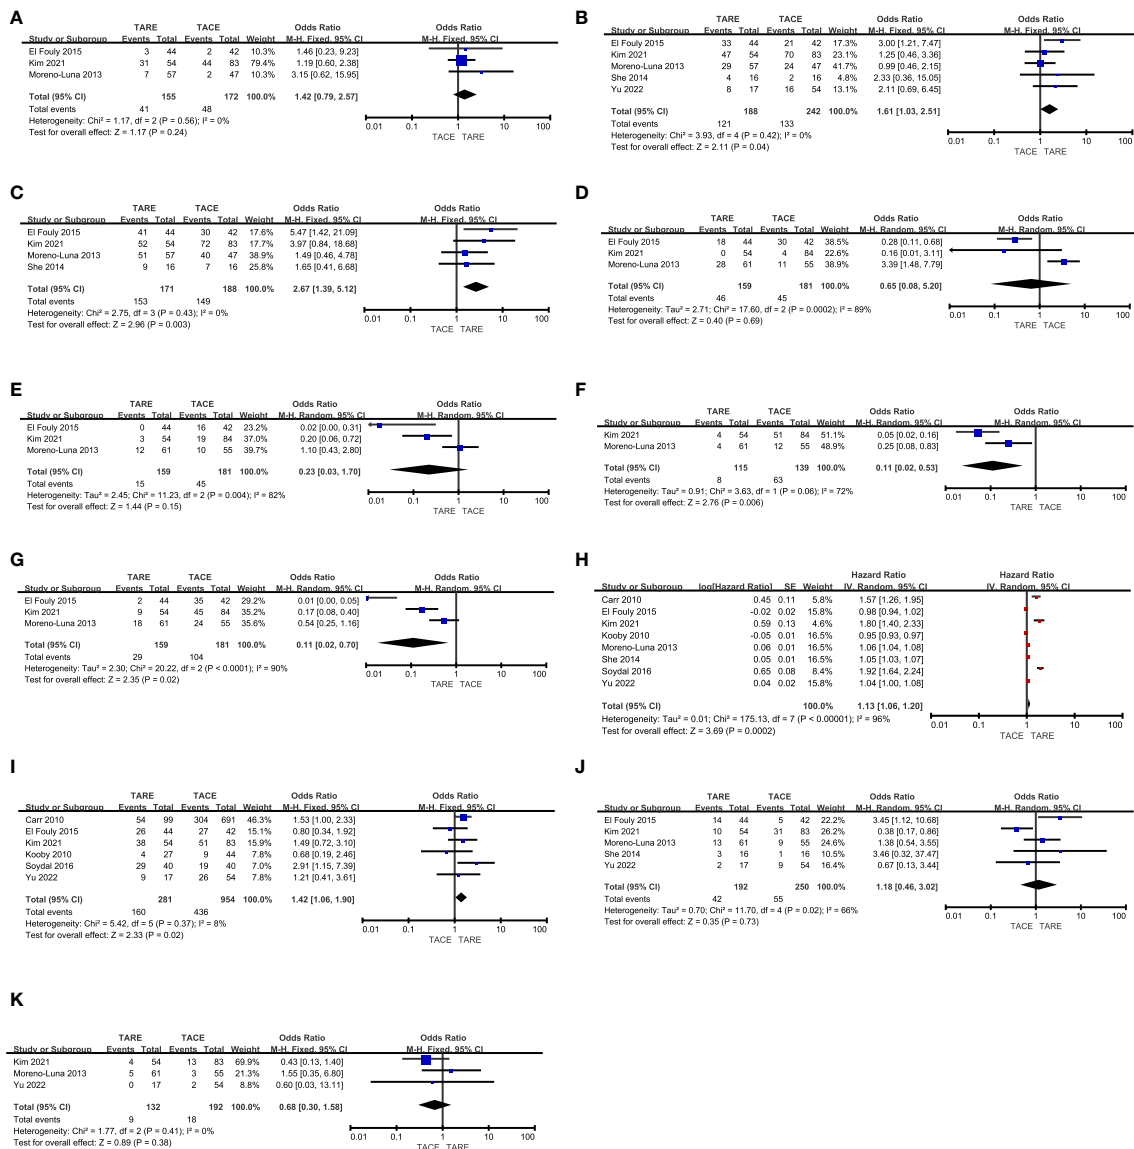 A
TARE TACE Odds Ratio Odds Ratio
Study or Subgroup Events Total Events Total Weight M-H. Fixed. 95% CI M-H. Fixed. 95% CI
El Fouly 2015 3 44 2 42 10.3% 1.46 [0.23, 9.23]
Kim 2021 31 54 44 83 79.4% 1.19 [0.60, 2.38]
Moreno-Luna 2013 7 57 2 47 10.3% 3.15 [0.62, 15.95]
Total (95% CI) 155 172 100.0% 1.42 [0.79, 2.57]
Total events 41 48
Heterogeneity: Chi² = 1.17, df = 2 (P = 0.56); I² = 0%
Test for overall effect: Z = 1.17 (P = 0.24)
0.01 0.1 1 10 100
TACE TARE
B
TARE TACE Odds Ratio Odds Ratio
Study or Subgroup Events Total Events Total Weight M-H. Fixed. 95% CI M-H. Fixed. 95% CI
El Fouly 2015 33 44 21 42 17.3% 3.00 [1.21, 7.47]
Kim 2021 47 54 70 83 23.1% 1.25 [0.46, 3.36]
Moreno-Luna 2013 29 57 24 47 39.9% 0.99 [0.46, 2.15]
She 2014 4 16 2 16 4.8% 2.33 [0.36, 15.05]
Yu 2022 8 17 16 54 14.9% 2.11 [0.69, 6.45]
Total (95% CI) 188 242 100.0% 1.61 [1.03, 2.51]
Total events 121 133
Heterogeneity: Chi² = 3.93, df = 4 (P = 0.42); I² = 0%
Test for overall effect: Z = 2.11 (P = 0.04)
0.01 0.1 1 10 100
TACE TARE
C
TARE TACE Odds Ratio Odds Ratio
Study or Subgroup Events Total Events Total Weight M-H. Fixed. 95% CI M-H. Fixed. 95% CI
El Fouly 2015 41 44 30 42 17.6% 5.47 [1.42, 21.09]
Kim 2021 52 54 72 83 17.7% 3.97 [0.84, 18.68]
Moreno-Luna 2013 51 57 40 47 38.9% 1.49 [0.46, 4.78]
She 2014 9 16 7 16 25.8% 1.65 [0.41, 6.68]
Total (95% CI) 171 188 100.0% 2.67 [1.39, 5.12]
Total events 153 149
Heterogeneity: Chi² = 2.75, df = 3 (P = 0.43); I² = 0%
Test for overall effect: Z = 2.96 (P = 0.003)
0.01 0.1 1 10 100
TACE TARE
D
TARE TACE Odds Ratio Odds Ratio
Study or Subgroup Events Total Events Total Weight M-H. Random. 95% CI M-H. Random. 95% CI
El Fouly 2015 18 44 30 42 38.5% 0.28 [0.11, 0.68]
Kim 2021 0 54 4 84 22.6% 0.16 [0.01, 3.11]
Moreno-Luna 2013 28 61 11 55 38.9% 3.39 [1.48, 7.79]
Total (95% CI) 159 181 100.0% 0.65 [0.08, 5.20]
Total events 46 45
Heterogeneity: Tau² = 2.71; Chi² = 17.60, df = 2 (P = 0.0002); I² = 89%
Test for overall effect: Z = 0.40 (P = 0.69)
0.01 0.1 1 10 100
TACE TARE
E
TARE TACE Odds Ratio Odds Ratio
Study or Subgroup Events Total Events Total Weight M-H. Random. 95% CI M-H. Random. 95% CI
El Fouly 2015 0 44 16 42 23.2% 0.02 [0.00, 0.31]
Kim 2021 3 54 19 84 37.0% 0.20 [0.06, 0.72]
Moreno-Luna 2013 12 61 10 55 39.7% 1.10 [0.43, 2.80]
Total (95% CI) 159 181 100.0% 0.23 [0.03, 1.70]
Total events 15 45
Heterogeneity: Tau² = 2.45; Chi² = 11.23, df = 2 (P = 0.004); I² = 82%
Test for overall effect: Z = 1.44 (P = 0.15)
0.01 0.1 1 10 100
TARE TACE
F
TARE TACE Odds Ratio Odds Ratio
Study or Subgroup Events Total Events Total Weight M-H. Random. 95% CI M-H. Random. 95% CI
Kim 2021 4 54 51 84 51.1% 0.05 [0.02, 0.16]
Moreno-Luna 2013 4 61 12 55 48.9% 0.25 [0.08, 0.83]
Total (95% CI) 115 139 100.0% 0.11 [0.02, 0.53]
Total events 8 63
Heterogeneity: Tau² = 0.91; Chi² = 3.63, df = 1 (P = 0.06); I² = 72%
Test for overall effect: Z = 2.76 (P = 0.006)
0.01 0.1 1 10 100
TARE TACE
G
TARE TACE Odds Ratio Odds Ratio
Study or Subgroup Events Total Events Total Weight M-H. Random. 95% CI M-H. Random. 95% CI
El Fouly 2015 2 44 35 42 29.2% 0.01 [0.00, 0.05]
Kim 2021 9 54 45 84 35.2% 0.17 [0.08, 0.40]
Moreno-Luna 2013 18 61 24 55 35.6% 0.54 [0.25, 1.16]
Total (95% CI) 159 181 100.0% 0.11 [0.02, 0.70]
Total events 29 104
Heterogeneity: Tau² = 2.30; Chi² = 20.22, df = 2 (P < 0.0001); I² = 90%
Test for overall effect: Z = 2.35 (P = 0.02)
0.01 0.1 1 10 100
TARE TACE
H
Hazard Ratio Hazard Ratio
Study or Subgroup log[Hazard Ratio] SE Weight IV. Random. 95% CI IV. Random. 95% CI
Carr 2010 0.45 0.11 5.8% 1.57 [1.26, 1.95]
El Fouly 2015 -0.02 0.02 15.8% 0.98 [0.94, 1.02]
Kim 2021 0.59 0.13 4.6% 1.80 [1.40, 2.33]
Kooby 2010 -0.05 0.01 16.5% 0.95 [0.93, 0.97]
Moreno-Luna 2013 0.06 0.01 16.5% 1.06 [1.04, 1.08]
She 2014 0.05 0.01 16.5% 1.05 [1.03, 1.07]
Soydal 2016 0.65 0.08 8.4% 1.92 [1.64, 2.24]
Yu 2022 0.04 0.02 15.8% 1.04 [1.00, 1.08]
Total (95% CI) 100.0% 1.13 [1.06, 1.20]
Heterogeneity: Tau² = 0.01; Chi² = 175.13, df = 7 (P < 0.00001); I² = 96%
Test for overall effect: Z = 3.69 (P = 0.0002)
0.01 0.1 1 10 100
TACE TARE
I
TARE TACE Odds Ratio Odds Ratio
Study or Subgroup Events Total Events Total Weight M-H. Fixed. 95% CI M-H. Fixed. 95% CI
Carr 2010 54 99 304 691 46.3% 1.53 [1.00, 2.33]
El Fouly 2015 26 44 27 42 15.1% 0.80 [0.34, 1.92]
Kim 2021 38 54 51 83 15.4% 1.49 [0.72, 3.10]
Kooby 2010 4 27 9 44 7.8% 0.68 [0.19, 2.46]
Soydal 2016 29 40 19 40 7.5% 2.91 [1.15, 7.39]
Yu 2022 9 17 26 54 7.8% 1.21 [0.41, 3.61]
Total (95% CI) 281 954 100.0% 1.42 [1.06, 1.90]
Total events 160 436
Heterogeneity: Chi² = 5.42, df = 5 (P = 0.37); I² = 8%
Test for overall effect: Z = 2.33 (P = 0.02)
0.01 0.1 1 10 100
TACE TARE
J
TARE TACE Odds Ratio Odds Ratio
Study or Subgroup Events Total Events Total Weight M-H. Random. 95% CI M-H. Random. 95% CI
El Fouly 2015 14 44 5 42 22.2% 3.45 [1.12, 10.68]
Kim 2021 10 54 31 83 26.2% 0.38 [0.17, 0.86]
Moreno-Luna 2013 13 61 9 55 24.6% 1.38 [0.54, 3.55]
She 2014 3 16 1 16 10.5% 3.46 [0.32, 37.47]
Yu 2022 2 17 9 54 16.5% 0.67 [0.13, 3.44]
Total (95% CI) 192 250 100.0% 1.18 [0.46, 3.02]
Total events 42 55
Heterogeneity: Tau² = 0.70; Chi² = 11.70, df = 4 (P = 0.02); I² = 66%
Test for overall effect: Z = 0.35 (P = 0.73)
0.01 0.1 1 10 100
TACE TARE
K
TARE TACE Odds Ratio Odds Ratio
Study or Subgroup Events Total Events Total Weight M-H. Fixed. 95% CI M-H. Fixed. 95% CI
Kim 2021 4 54 13 83 69.9% 0.43 [0.13, 1.40]
Moreno-Luna 2013 5 61 3 55 21.3% 1.55 [0.35, 6.80]
Yu 2022 0 17 2 54 8.8% 0.60 [0.03, 13.11]
Total (95% CI) 132 192 100.0% 0.68 [0.30, 1.58]
Total events 9 18
Heterogeneity: Chi² = 1.77, df = 2 (P = 0.41); I² = 0%
Test for overall effect: Z = 0.89 (P = 0.38)
0.01 0.1 1 10 100
TACE TARE